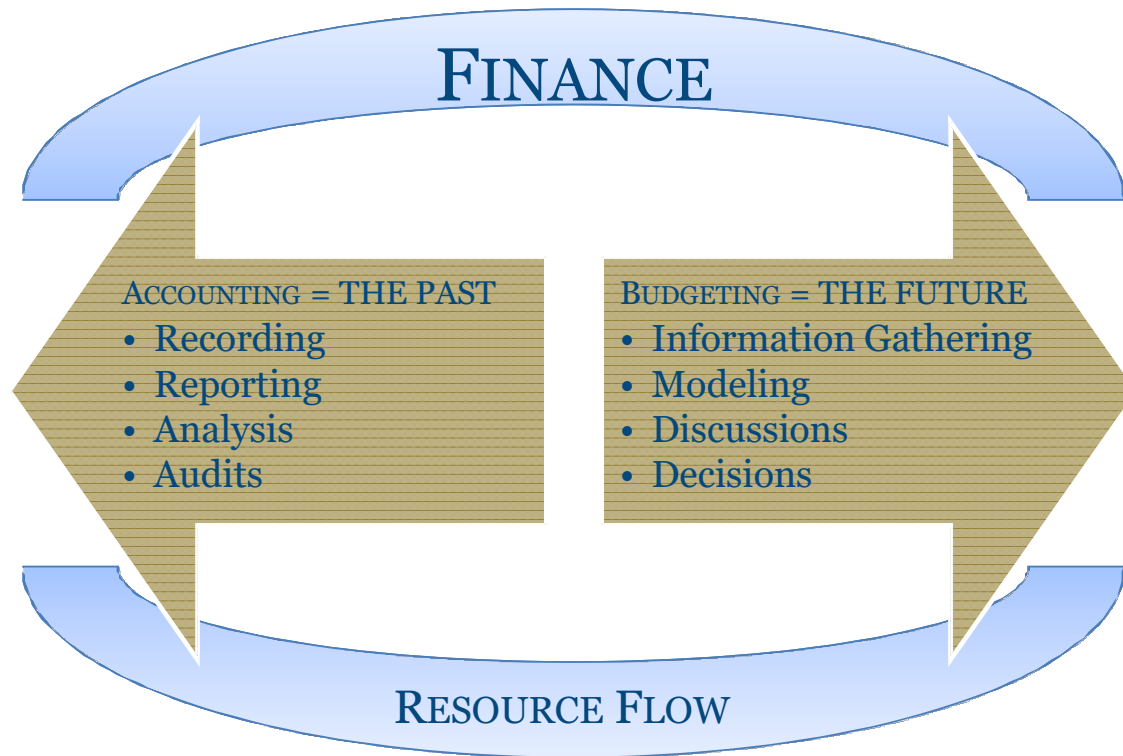 FINANCE
ACCOUNTING = THE PAST
• Recording
• Reporting
• Analysis
• Audits
BUDGETING = THE FUTURE
• Information Gathering
• Modeling
• Discussions
• Decisions
RESOURCE FLOW